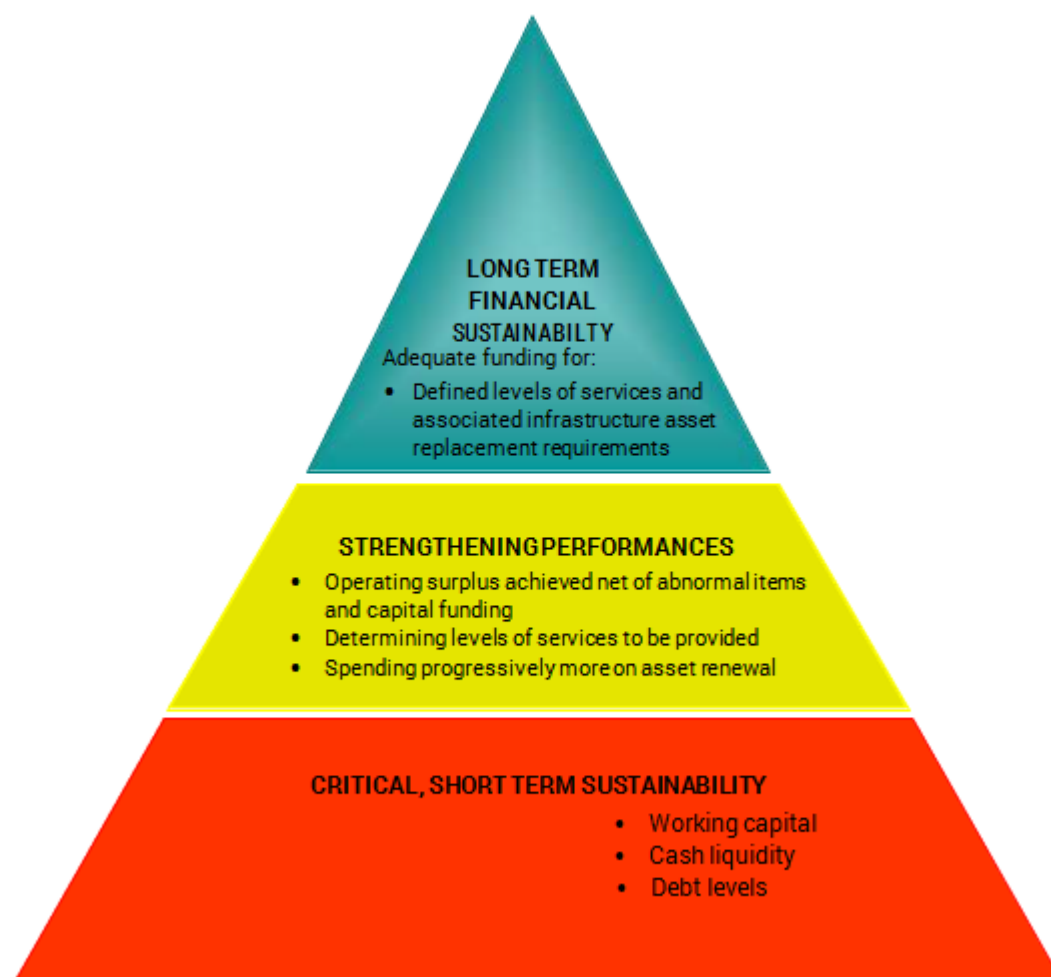 LONG TERM
FINANCIAL
SUSTAINABILTY
Adequate funding for:
• Defined levels of services and
associated infrastructure asset
replacement requirements
STRENGTHENING PERFORMANCES
• Operating surplus achieved net of abnormal items
and capital funding
• Determining levels of services to be provided
• Spending progressively more on asset renewal
CRITICAL, SHORT TERM SUSTAINABILITY
• Working capital
• Cash liquidity
• Debt levels